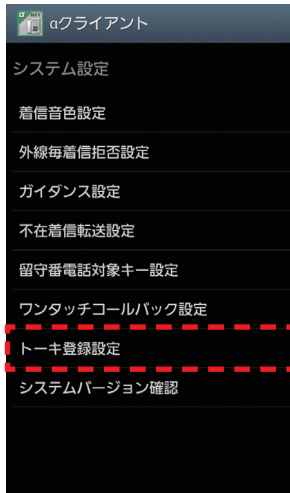 αクライアント
システム設定
着信音色設定
外線毎着信拒否設定
ガイダンス設定
不在着信転送設定
留守番電話対象キー設定
ワンタッチコールバック設定
トーキ登録設定
システムバージョン確認